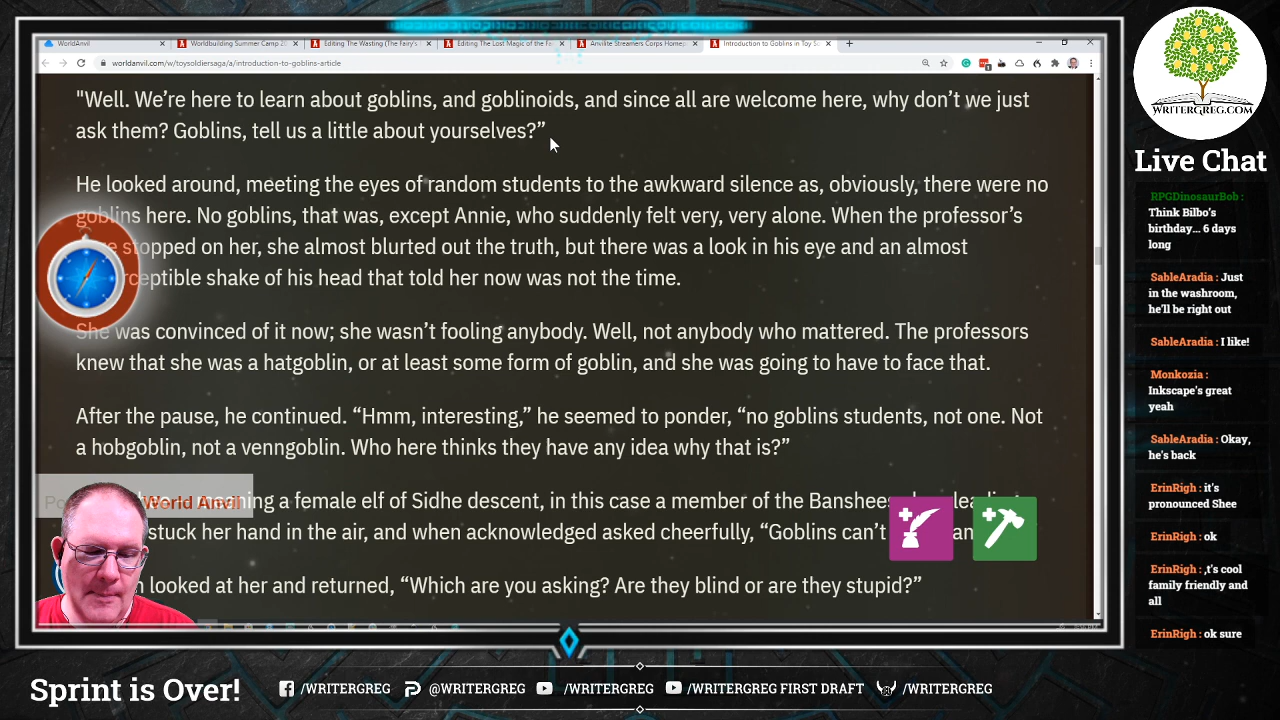 WorldAnvil
Worldbuilding Summer Camp 20
Editing The Wasting (The Fairy's
Editing The Lost Magic of the Fa
Anvilite Streamers Corps Homep
Introduction to Goblins in Toy So
worldanvil.com/w/toysoldiersaga/a/introduction-to-goblins-article
"Well. We're here to learn about goblins, and goblinoids, and since all are welcome here, why don't we just
ask them? Goblins, tell us a little about yourselves?”
He looked around, meeting the eyes of random students to the awkward silence as, obviously, there were no
goblins here. No goblins, that was, except Annie, who suddenly felt very, very alone. When the professor's
stopped on her, she almost blurted out the truth, but there was a look in his eye and an almost
rceptible shake of his head that told her now was not the time.
She was convinced of it now; she wasn't fooling anybody. Well, not anybody who mattered. The professors
knew that she was a hatgoblin, or at least some form of goblin, and she was going to have to face that.
After the pause, he continued. “Hmm, interesting,” he seemed to ponder, “no goblins students, not one. Not
a hobgoblin, not a venngoblin. Who here thinks they have any idea why that is?”
World Anvil
a female elf of Sidhe descent, in this case a member of the Banshees
stuck her hand in the air, and when acknowledged asked cheerfully, “Goblins can't
looked at her and returned, “Which are you asking? Are they blind or are they stupid?”
WRITERGREG.COM
Live Chat
RPGDinosaurBob :
Think Bilbo's
birthday... 6 days
long
SableAradia : Just
in the washroom,
he'll be right out
SableAradia : I like!
Monkozia :
Inkscape's great
yeah
SableAradia : Okay,
he's back
ErinRigh : it's
pronounced Shee
ErinRigh : ok
ErinRigh : ,'s cool
family friendly and
all
ErinRigh : ok sure
Sprint is Over!
/WRITERGREG
@WRITERGREG
/WRITERGREG
/WRITERGREG FIRST DRAFT
/WRITERGREG